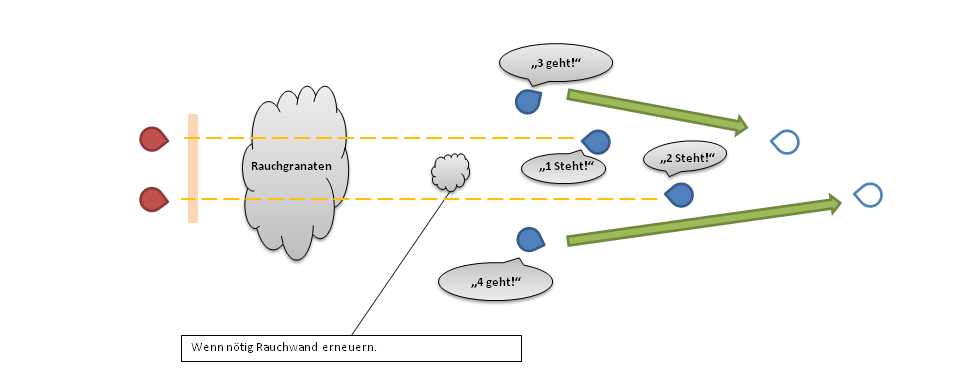 „3 geht!“
„2 Steht!“
Rauchgranaten
„1 Steht!“
„4 geht!“
Wenn nötig Rauchwand erneuern.